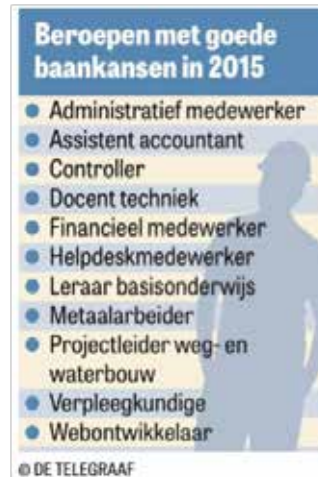 Beroepen met goede
baankansen in 2015
Administratief medewerker
Assistent accountant
Controller
Docent techniek
Financieel medewerker
Helpdeskmedewerker
Leraar basisonderwijs
Metaalarbeider
Projectleider weg- en
waterbouw
Verpleegkundige
Webontwikkelaar
© DE TELEGRAAF